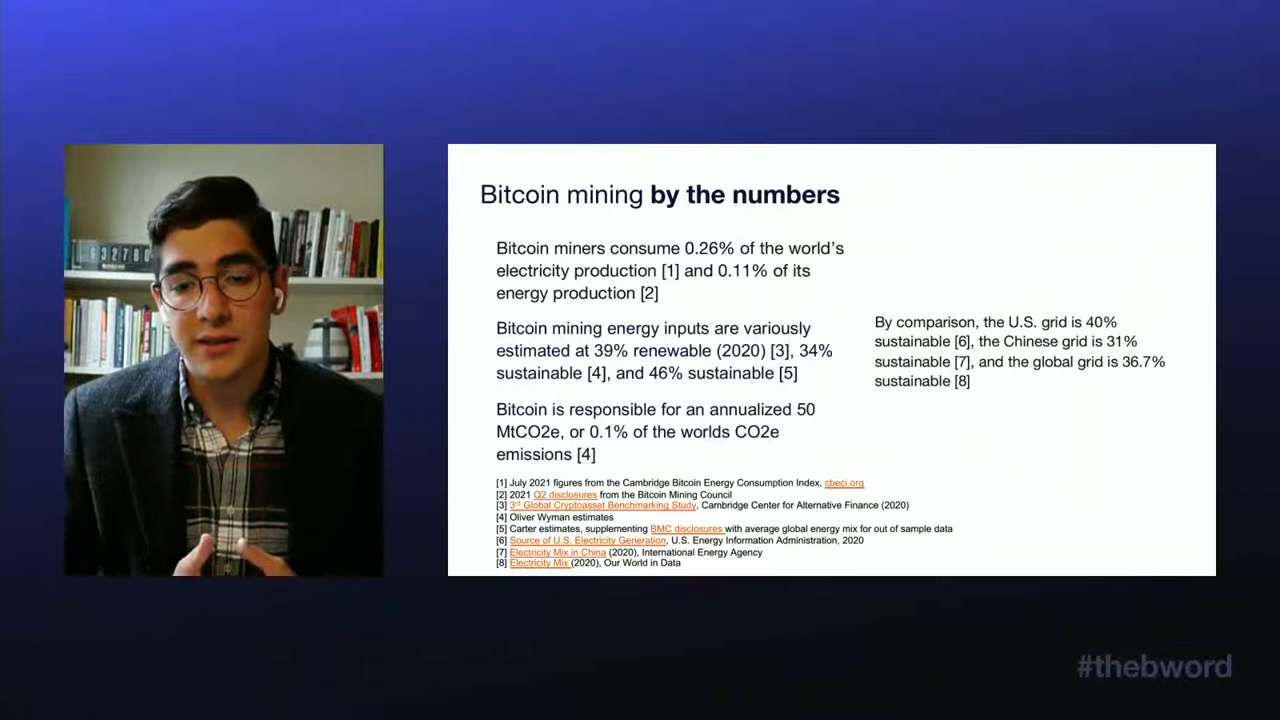 32780
Bitcoin mining by the numbers
Bitcoin miners consume 0.26% of the world’s
electricity production [1] and 0.11% of its
energy production [2]
Bitcoin mining energy inputs are variously
estimated at 39% renewable (2020) [3], 34%
sustainable [4], and 46% sustainable [5]
By comparison, the U.S. grid is 40%
sustainable [6], the Chinese grid is 31%
sustainable [7], and the global grid is 36.7%
sustainable [8]
Bitcoin is responsible for an annualized 50
MtCO2e, or 0.1% of the worlds CO2e
emissions [4]
[1] July 2021 figures from the Cambridge Bitcoin Energy Consumption Index, cbeci.org
[2] 2021 Q2 disclosures from the Bitcoin Mining Council
[3] 3rd Global Cryptoasset Benchmarking Study, Cambridge Center for Alternative Finance (2020)
[4] Oliver Wyman estimates
[5] Carter estimates, supplementing BMC disclosures with average global energy mix for out of sample data
[6] Source of U.S. Electricity Generation, U.S. Energy Information Administration, 2020
[7] Electricity Mix in China (2020), International Energy Agency
[8] Electricity Mix (2020), Our World in Data
#thebword